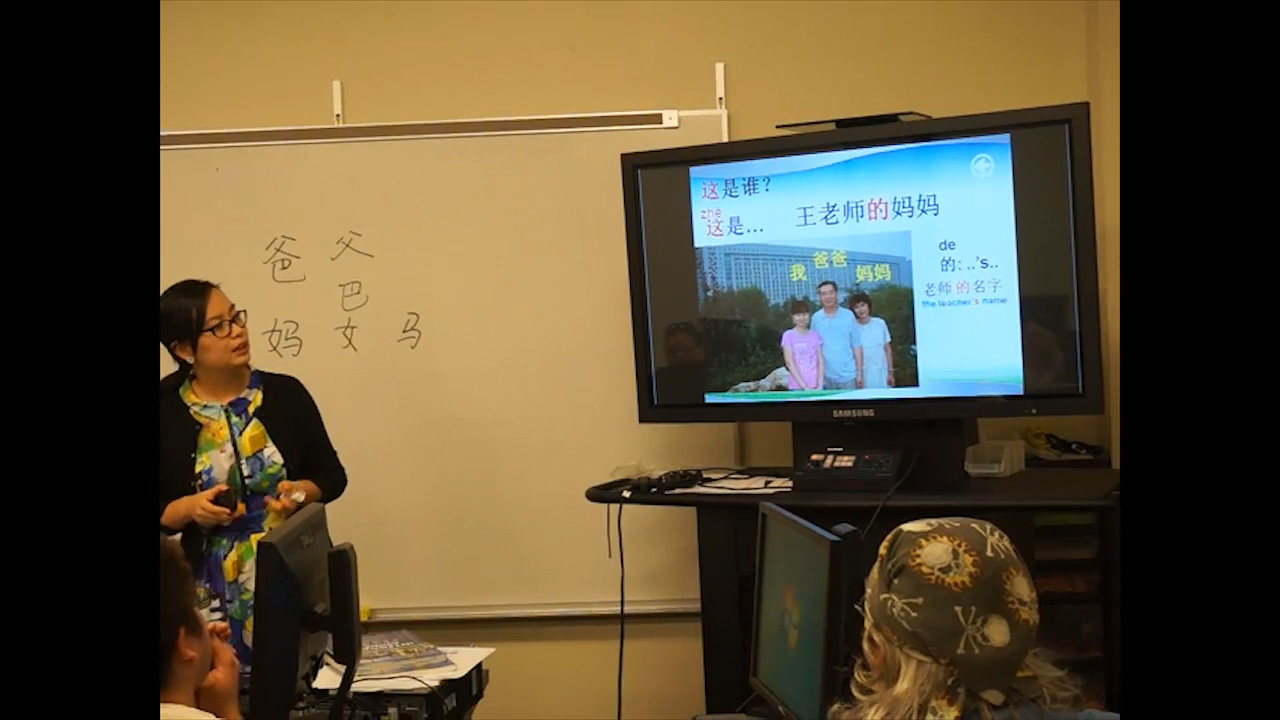 爸 父
巴
妈 女 马
这是谁?
zhè
这是... 王老师的妈妈
de
的: ..'s..
老师的名字
the teacher's name
我 爸爸 妈妈
SAMSUNG